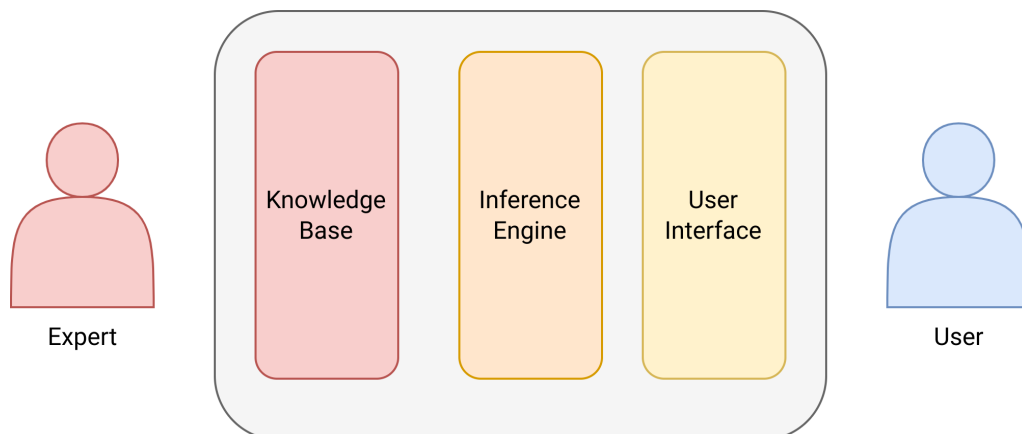 Knowledge
Base
Inference
Engine
User
Interface
Expert
User